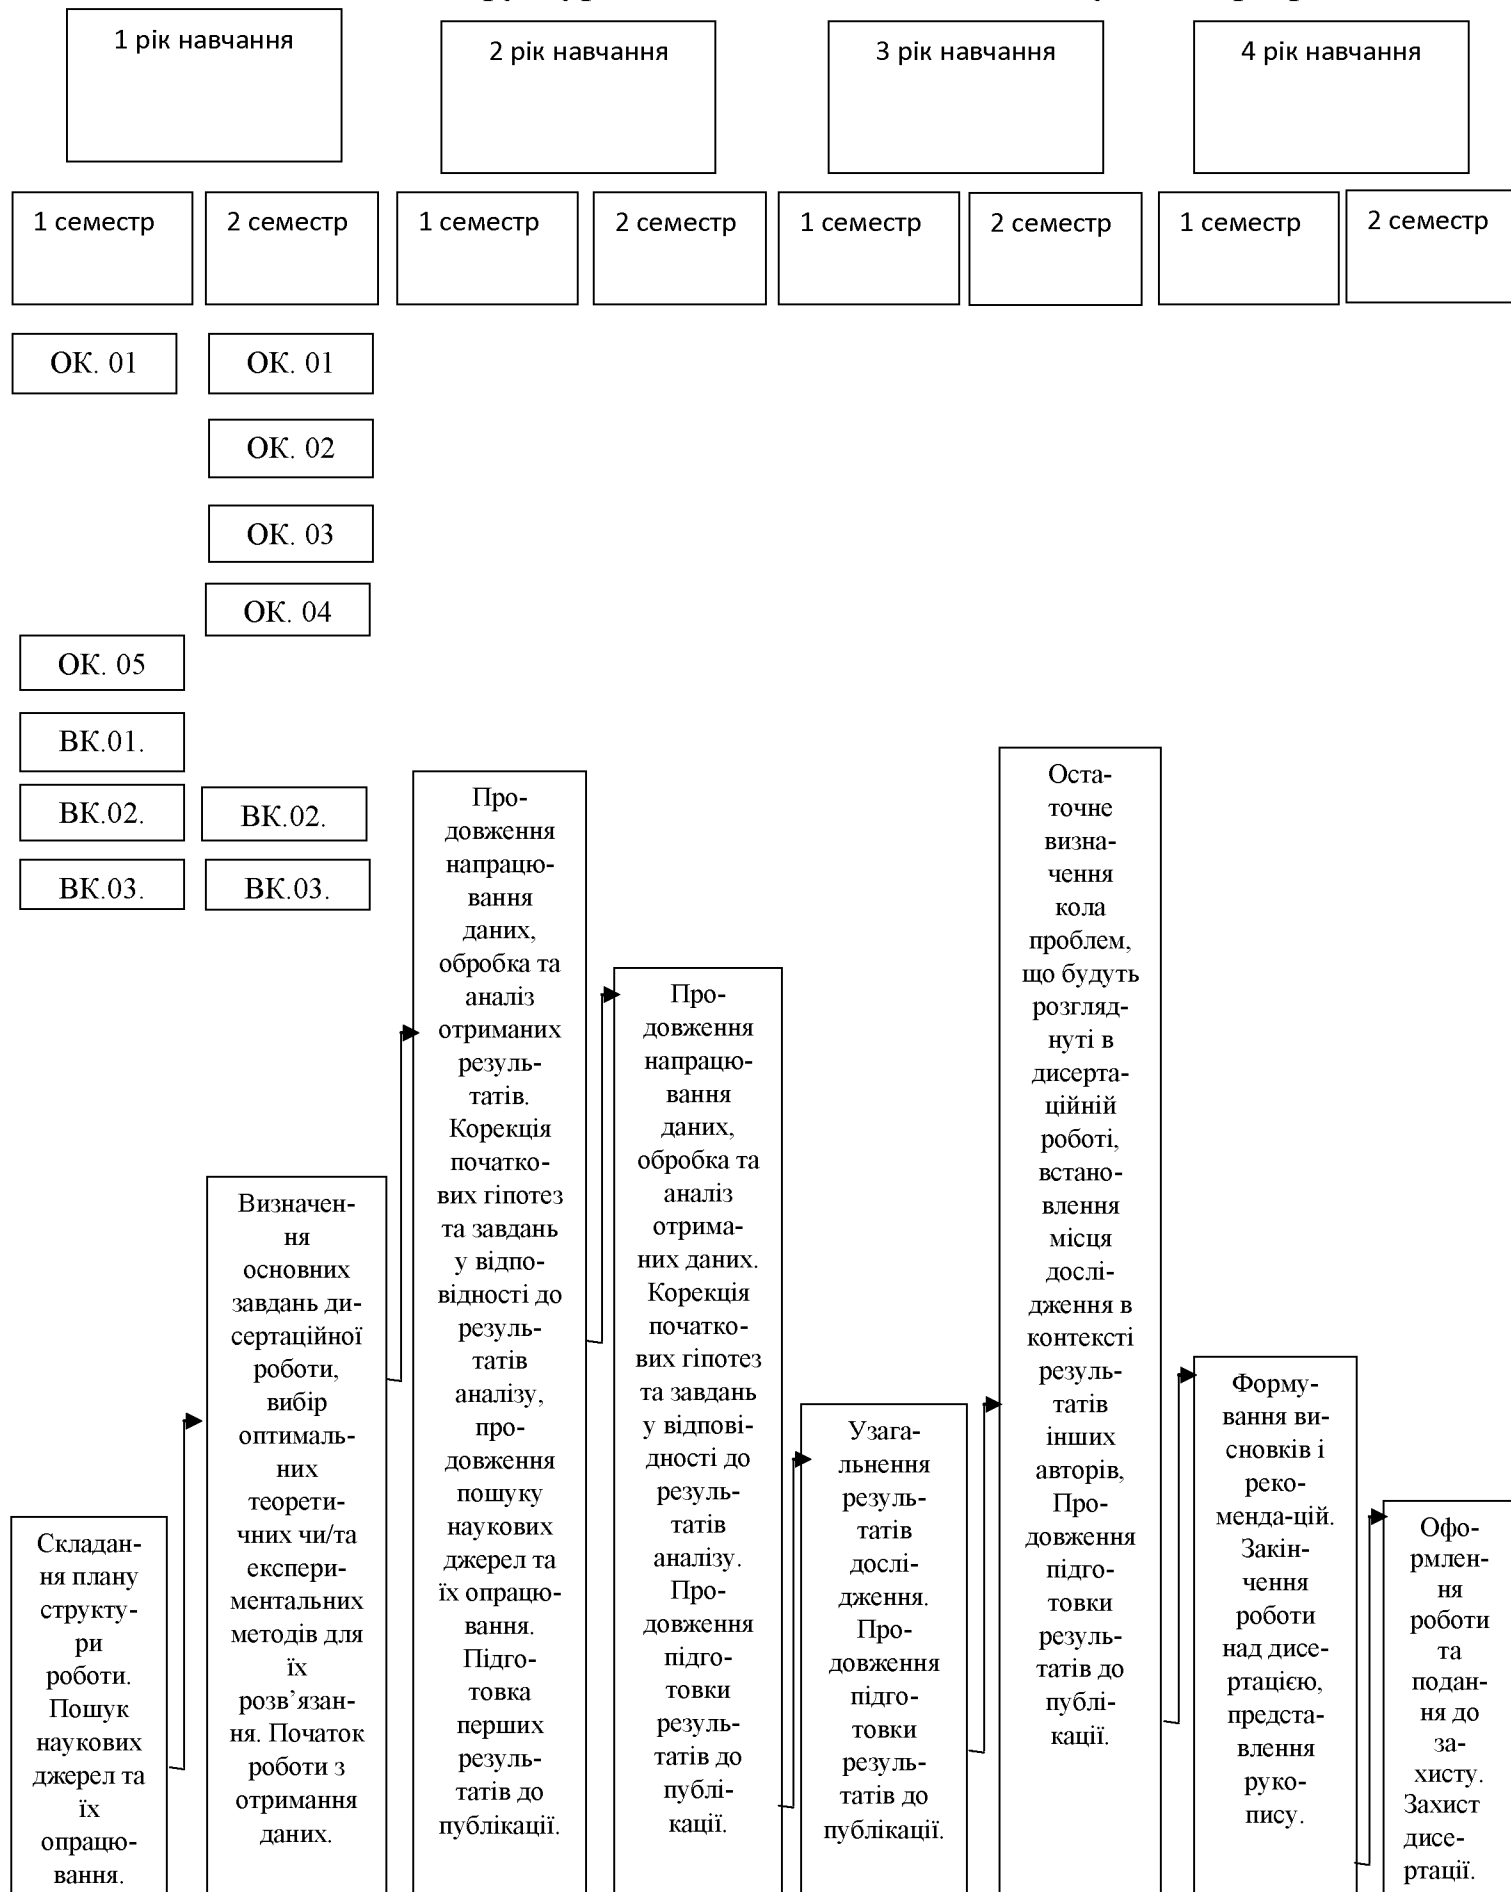 1 рік навчання
2 рік навчання
3 рік навчання
4 рік навчання
1 семестр
2 семестр
1 семестр
2 семестр
1 семестр
2 семестр
1 семестр
2 семестр
ОК. 01
ОК. 01
ОК. 02
ОК. 03
ОК. 04
ОК. 05
ВК.01.
ВК.02.
ВК.02.
ВК.03.
ВК.03.
Складан-
ня плану
структу-
ри
роботи.
Пошук
наукових
джерел та
їх
опрацю-
вання.
Визначен-
ня
основних
завдань ди-
сертаційної
роботи,
вибір
оптималь-
них
теорети-
чних чи/та
експери-
ментальних
методів для
їх
розв’язан-
ня. Початок
роботи з
отримання
даних.
Про-
довження
напрацю-
вання
даних,
обробка та
аналіз
отриманих
резуль-
татів.
Корекція
початко-
вих гіпотез
та завдань
у відпо-
відності до
резуль-
татів
аналізу,
про-
довження
пошуку
наукових
джерел та
їх опрацю-
вання.
Підго-
товка
перших
резуль-
татів до
публікації.
Про-
довження
напрацю-
вання
даних,
обробка та
аналіз
отрима-
них даних.
Корекція
початко-
вих гіпотез
та завдань
у відпові-
дності до
резуль-
татів
аналізу.
Про-
довження
підго-
товки
резуль-
татів до
публі-
кації.
Узага-
льнення
резуль-
татів
дослі-
дження.
Про-
довження
підго-
товки
резуль-
татів до
публікації.
Оста-
точне
визна-
чення
кола
проблем,
що будуть
розгляд-
нуті в
дисерта-
ційній
роботі,
встано-
влення
місця
дослі-
дження в
контексті
резуль-
татів
інших
авторів,
Про-
довження
підго-
товки
резуль-
татів до
публі-
кації.
Форму-
вання ви-
сновків і
реко-
менда-цій.
Закін-
чення
роботи
над дисе-
ртацією,
предста-
влення
руко-
пису.
Офо-
рмлен-
ня
роботи
та
подан-
ня до
за-
хисту.
Захист
дисе-
ртації.